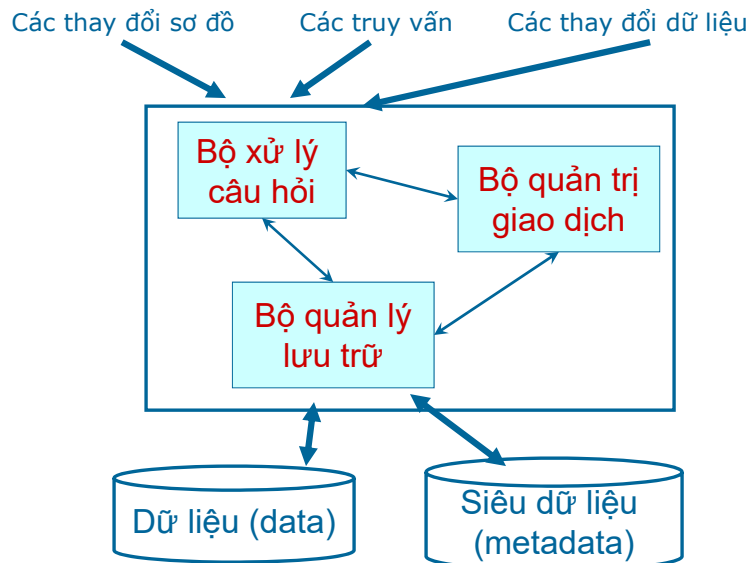 Các thay đổi sơ đồ
Các truy vấn
Các thay đổi dữ liệu
Bộ xử lý
câu hỏi
Bộ quản trị
giao dịch
Bộ quản lý
lưu trữ
Dữ liệu (data)
Siêu dữ liệu
(metadata)